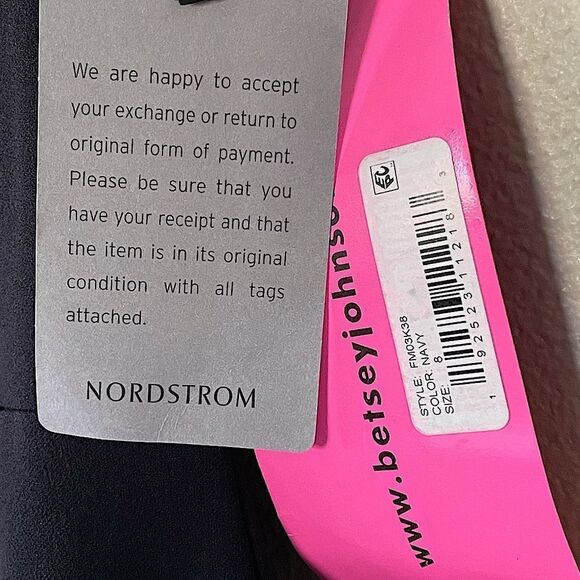 We are happy to accept
your exchange or return to
original form of payment.
Please be sure that you
have your receipt and that
the item is in its original
condition with all tags
attached.
NORDSTROM
www.betseyjohnso
STYLE: FM03K38
COLOR: NAVY
SIZE: 8
1 92523 11218 3